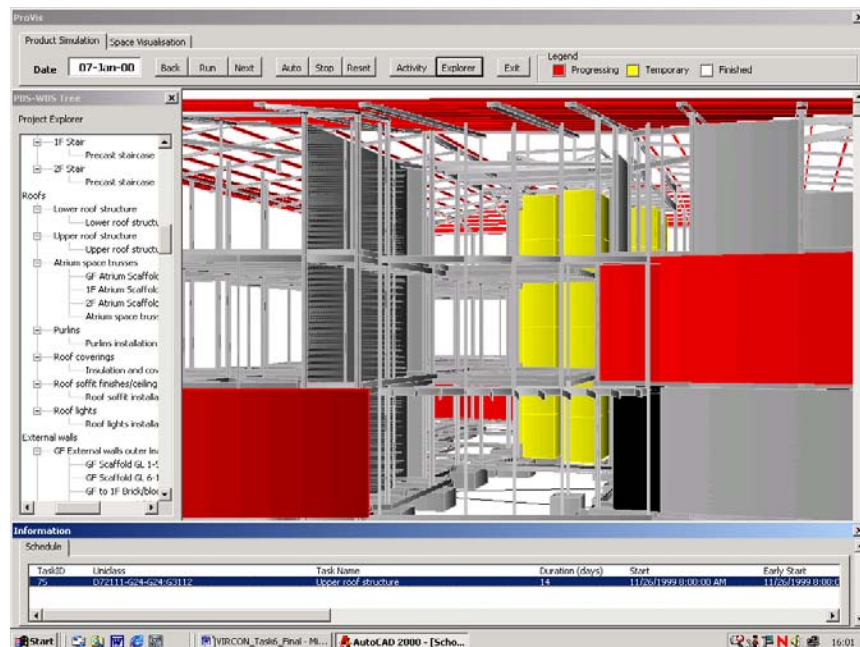 ProVis
Product Simulation Space Visualisation
Date 07-Jan-00 Back Run Next Auto Stop Reset Activity Explorer Exit Legend Progressing Temporary Finished
PBS-WBS Tree
Project Explorer
1F Stair
Precast staircase
2F Stair
Precast staircase
Roofs
Lower roof structure
Lower roof structu
Upper roof structure
Upper roof structu
Atrium space trusses
GF Atrium Scaffold
1F Atrium Scaffold
2F Atrium Scaffold
Atrium space truss
Purlins
Purlins installation
Roof coverings
Insulation and cov
Roof soffit finishes/ceiling
Roof soffit installa
Roof lights
Roof lights installa
External walls
GF External walls outer lea
GF Scaffold GL 1-5
GF Scaffold GL 6-1
GF to 1F Brick/bloc
Information
Schedule
TaskID Uniclass Task Name Duration (days) Start Early Start
75 D72111-G24-G24:G3112 Upper roof structure 14 11/26/1999 8:00:00 AM 11/26/1999 8:00:0
Start VIRCON_Task6_Final - Mi... AutoCAD 2000 - [Scho... 16:01